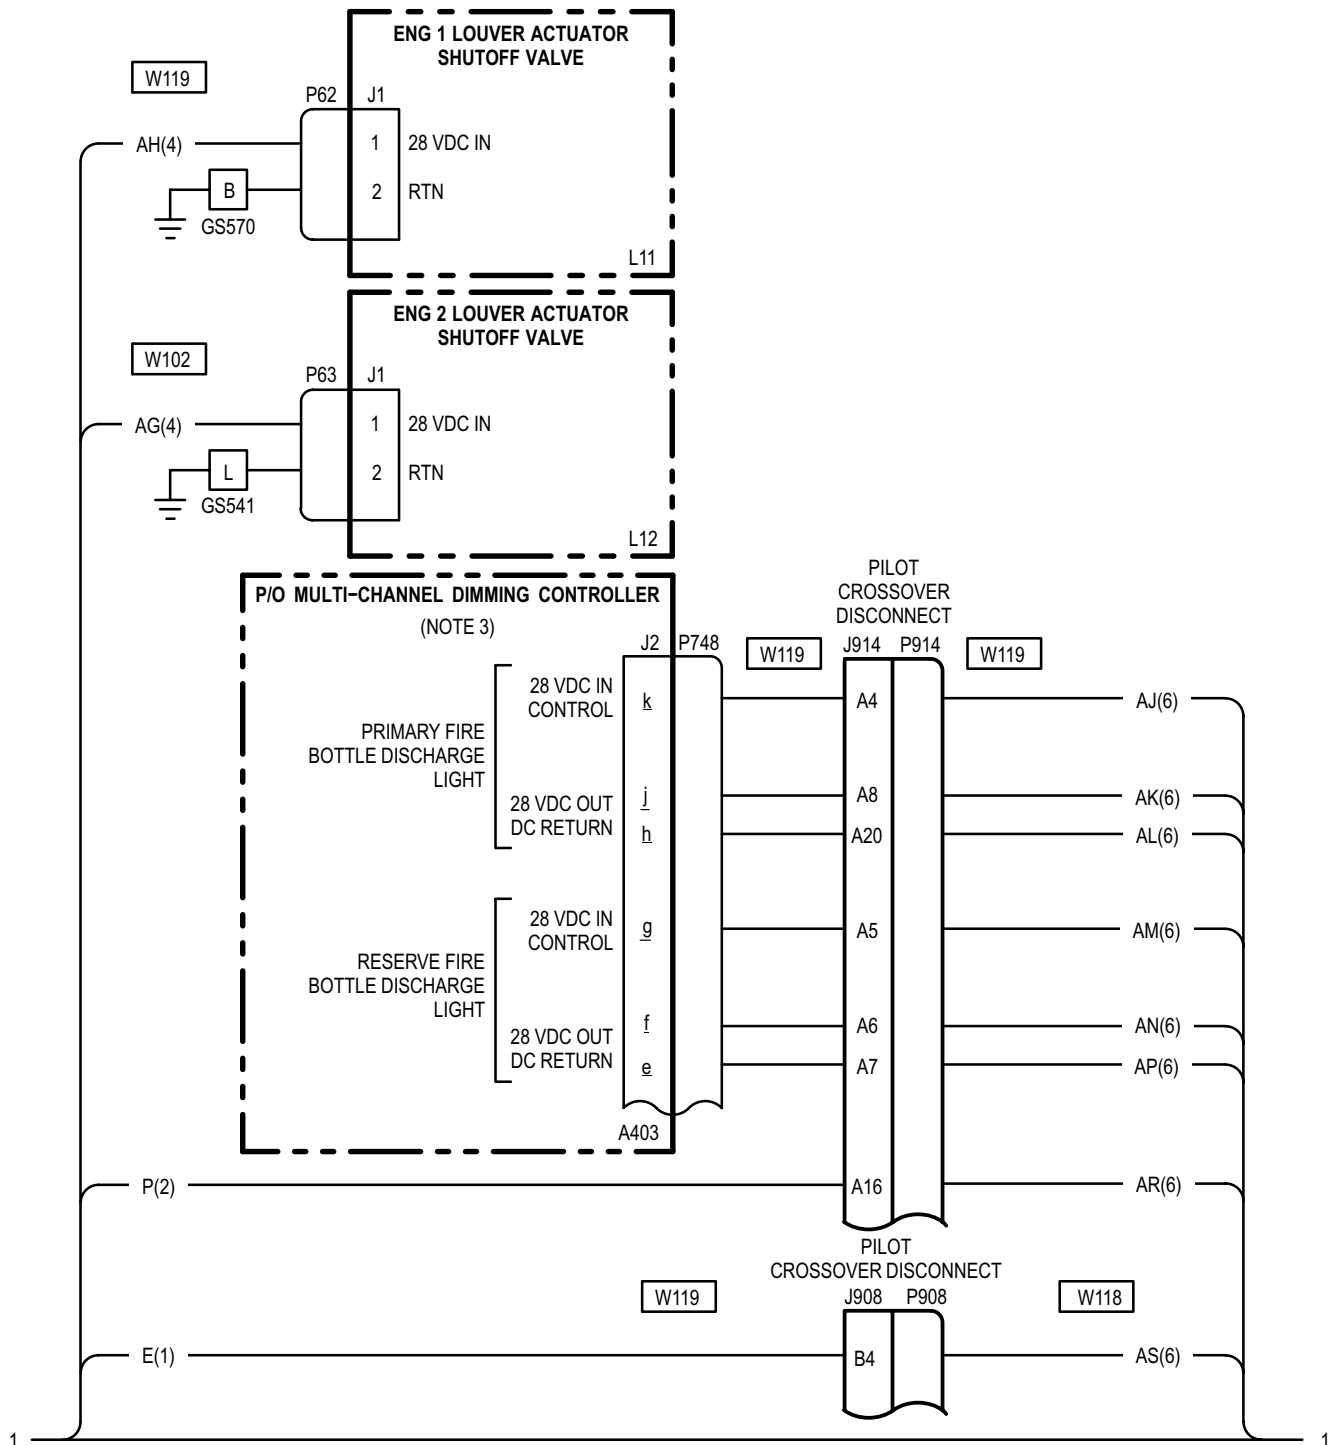 ENG 1 LOUVER ACTUATOR
SHUTOFF VALVE
W119
P62 J1
AH(4) 1 28 VDC IN
B 2 RTN
GS570
L11
ENG 2 LOUVER ACTUATOR
SHUTOFF VALVE
W102
P63 J1
AG(4) 1 28 VDC IN
L 2 RTN
GS541
L12
P/O MULTI-CHANNEL DIMMING CONTROLLER
(NOTE 3)
PILOT
CROSSOVER
DISCONNECT
J2 P748 W119 J914 P914 W119
28 VDC IN
CONTROL
k A4 AJ(6)
PRIMARY FIRE
BOTTLE DISCHARGE
LIGHT
28 VDC OUT
DC RETURN
j A8 AK(6)
h A20 AL(6)
28 VDC IN
CONTROL
g A5 AM(6)
RESERVE FIRE
BOTTLE DISCHARGE
LIGHT
28 VDC OUT
DC RETURN
f A6 AN(6)
e A7 AP(6)
A403
P(2) A16 AR(6)
PILOT
CROSSOVER DISCONNECT
W119 J908 P908 W118
E(1) B4 AS(6)
1 1